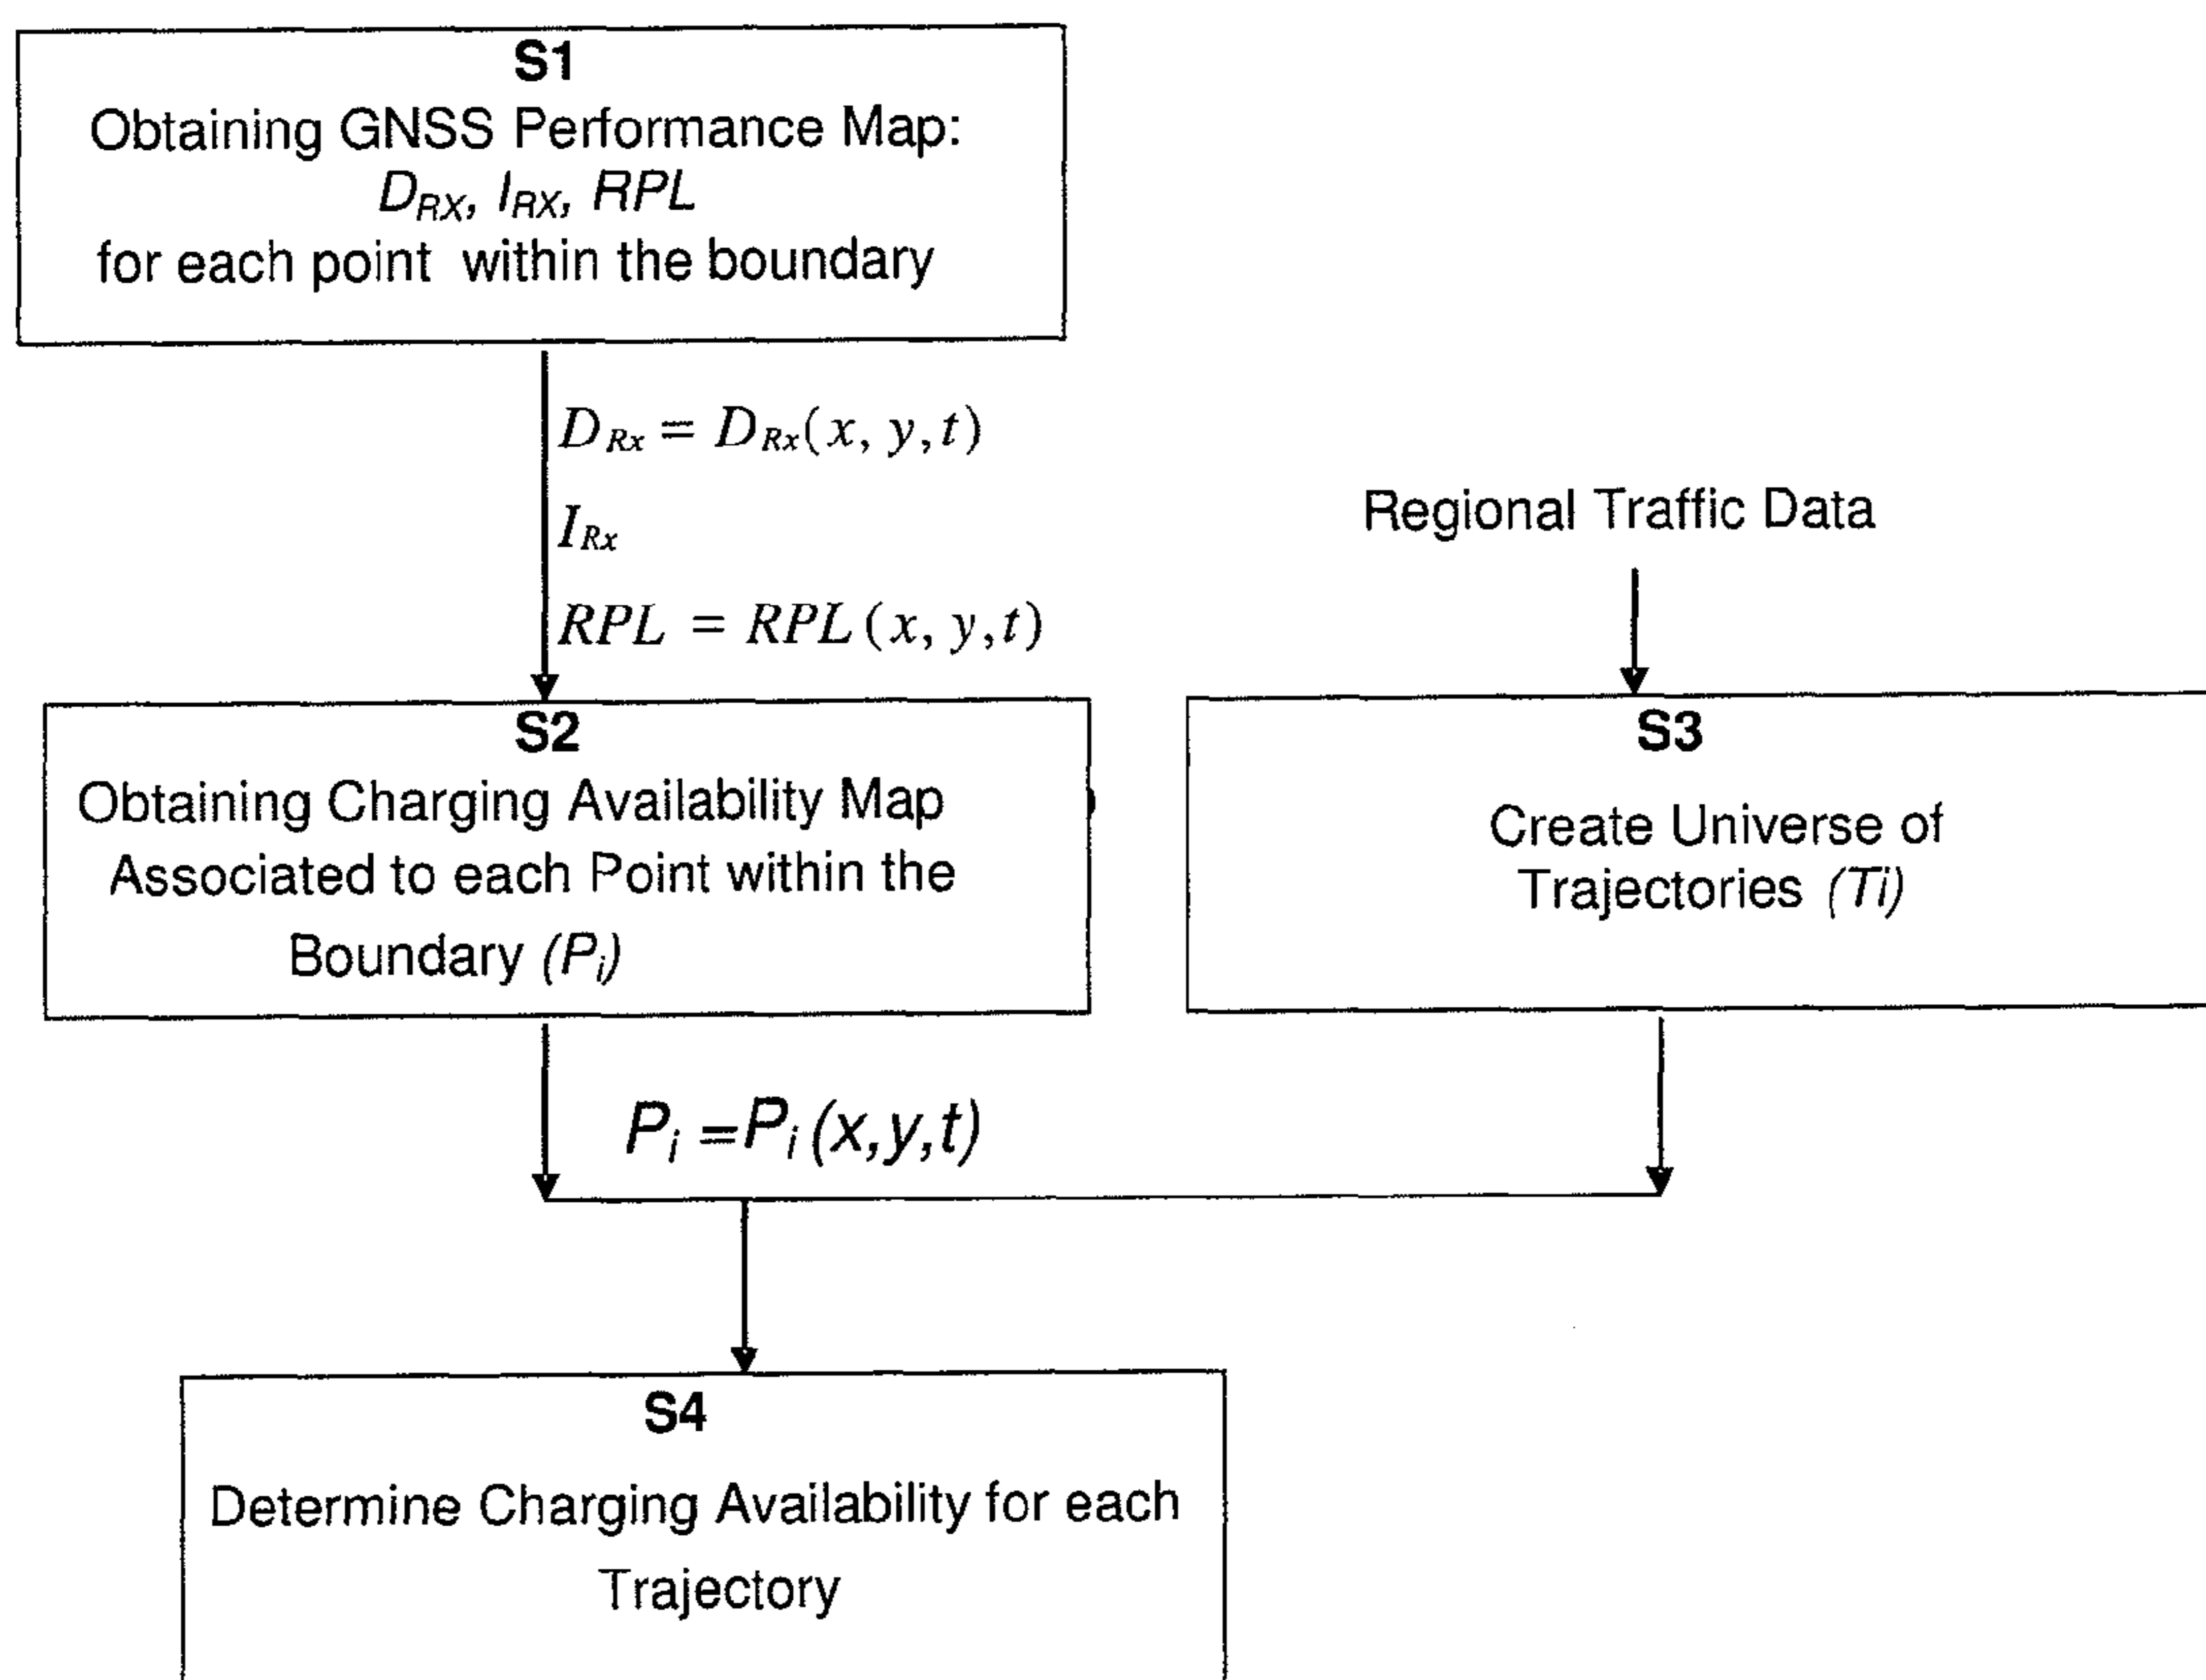 S1
Obtaining GNSS Performance Map:
D_RX, I_RX, RPL
for each point within the boundary
D_Rx = D_Rx(x, y,t)
I_Rx
RPL = RPL(x, y,t)
Regional Traffic Data
S2
Obtaining Charging Availability Map
Associated to each Point within the
Boundary (P_i)
S3
Create Universe of
Trajectories (Ti)
P_i =P_i(x,y,t)
S4
Determine Charging Availability for each
Trajectory